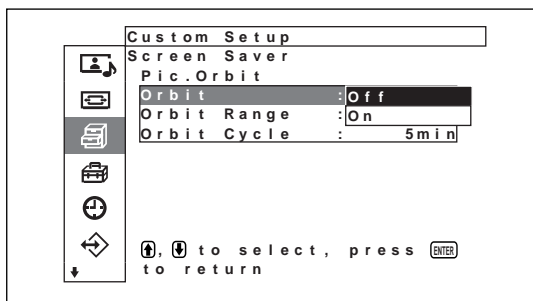 Custom Setup
Screen Saver
Pic.Orbit
Orbit : Off
On
Orbit Range :
Orbit Cycle : 5min
, to select, press ENTER
to return